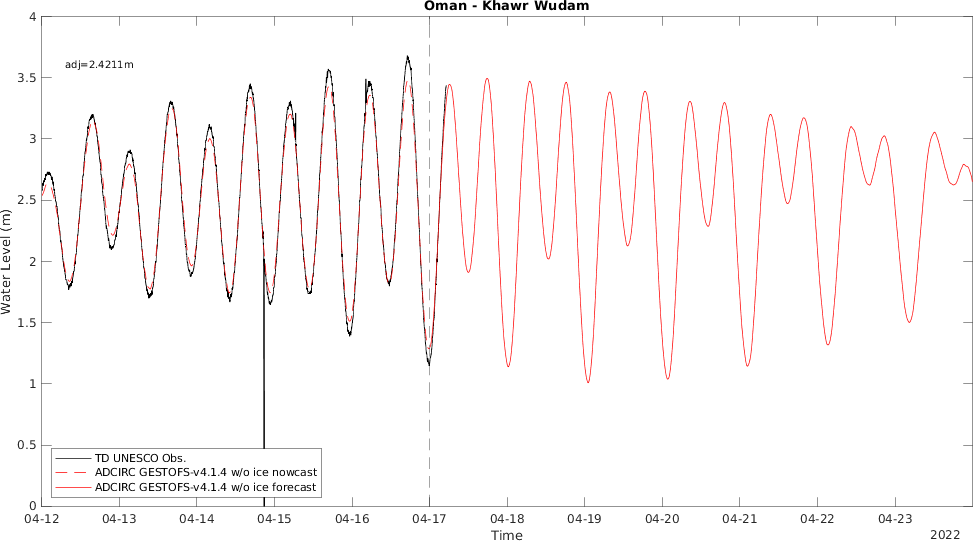 Oman - Khawr Wudam
adj=2.4211m
4
3.5
3
2.5
2
1.5
1
0.5
0
Water Level (m)
TD UNESCO Obs.
ADCIRC GESTOFS-v4.1.4 w/o ice nowcast
ADCIRC GESTOFS-v4.1.4 w/o ice forecast
04-12 04-13 04-14 04-15 04-16 04-17 04-18 04-19 04-20 04-21 04-22 04-23
Time
2022